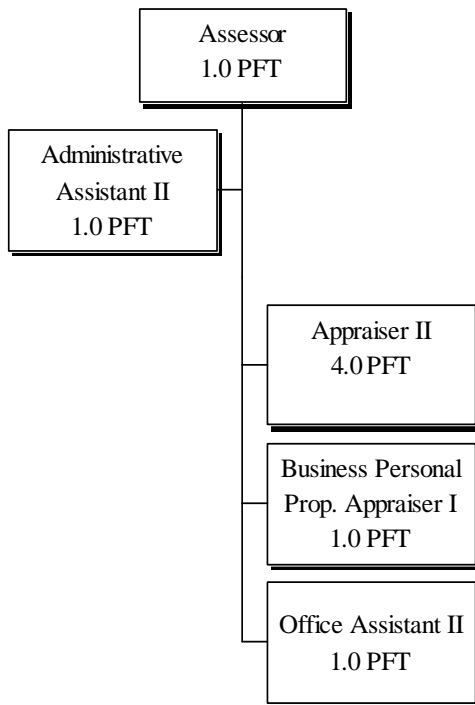 Assessor
1.0 PFT
Administrative
Assistant II
1.0 PFT
Appraiser II
4.0 PFT
Business Personal
Prop. Appraiser I
1.0 PFT
Office Assistant II
1.0 PFT